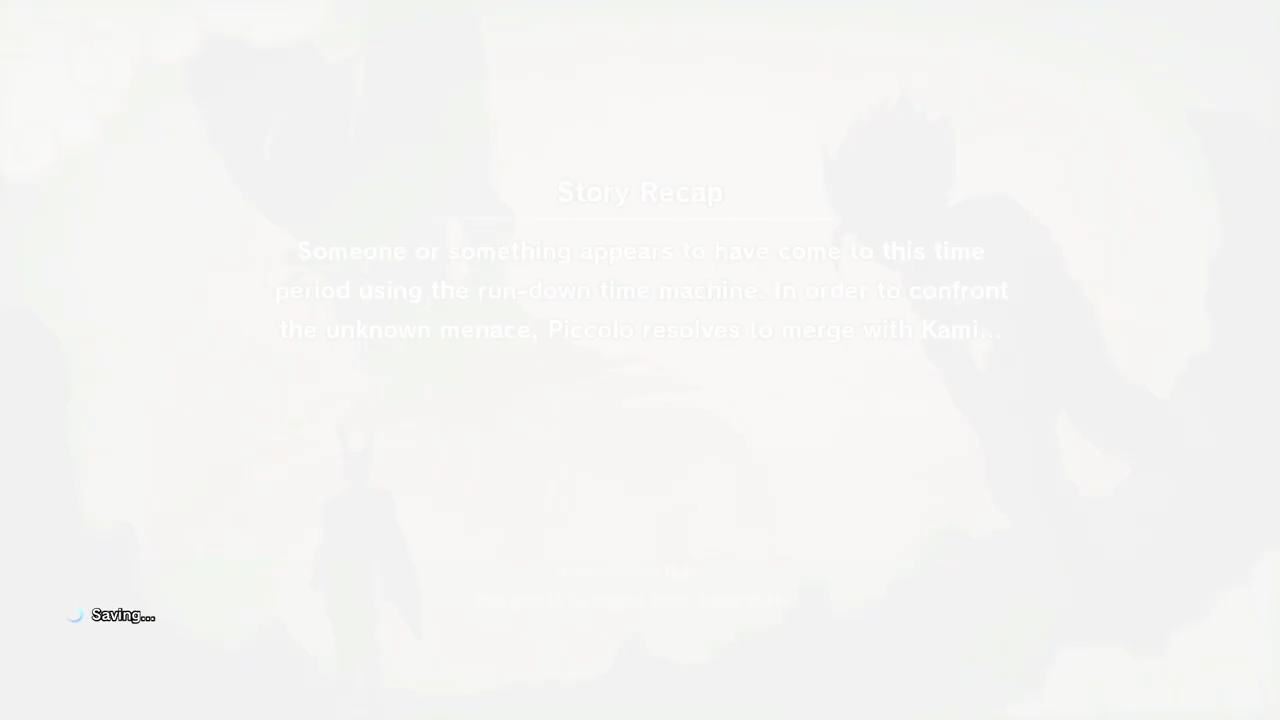 Story Recap
Someone or something appears to have come to this time
period using the run-down time machine. In order to confront
the unknown menace, Piccolo resolves to merge with Kami...
Saving...